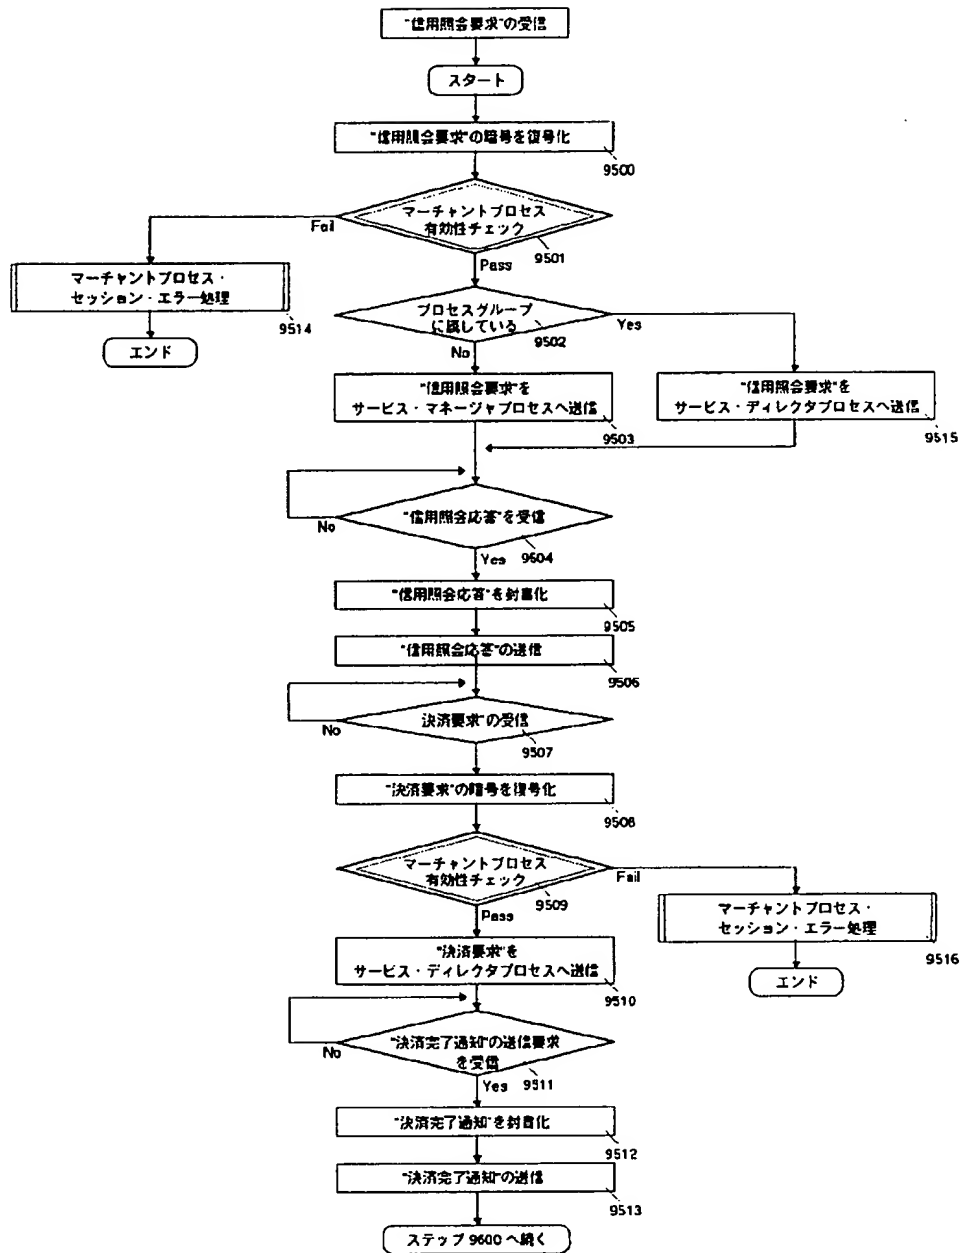 "信用照会要求"の受信
スタート
"信用照会要求"の暗号を復号化
9500
マーチャントプロセス
有効性チェック
9501
Fail
Pass
マーチャントプロセス・
セッション・エラー処理
9514
エンド
プロセスグループ
に属している
9502
Yes
No
"信用照会要求"を
サービス・マネージャプロセスへ送信
9503
"信用照会要求"を
サービス・ディレクタプロセスへ送信
9515
"信用照会応答"を受信
No
9504
Yes
"信用照会応答"を封書化
9505
"信用照会応答"の送信
9506
決済要求"の受信
No
9507
"決済要求"の暗号を復号化
9508
マーチャントプロセス
有効性チェック
9509
Fail
Pass
マーチャントプロセス・
セッション・エラー処理
9516
エンド
"決済要求"を
サービス・ディレクタプロセスへ送信
9510
"決済完了通知"の送信要求
を受信
No
9511
Yes
"決済完了通知"を封書化
9512
"決済完了通知"の送信
9513
ステップ 9600 へ続く